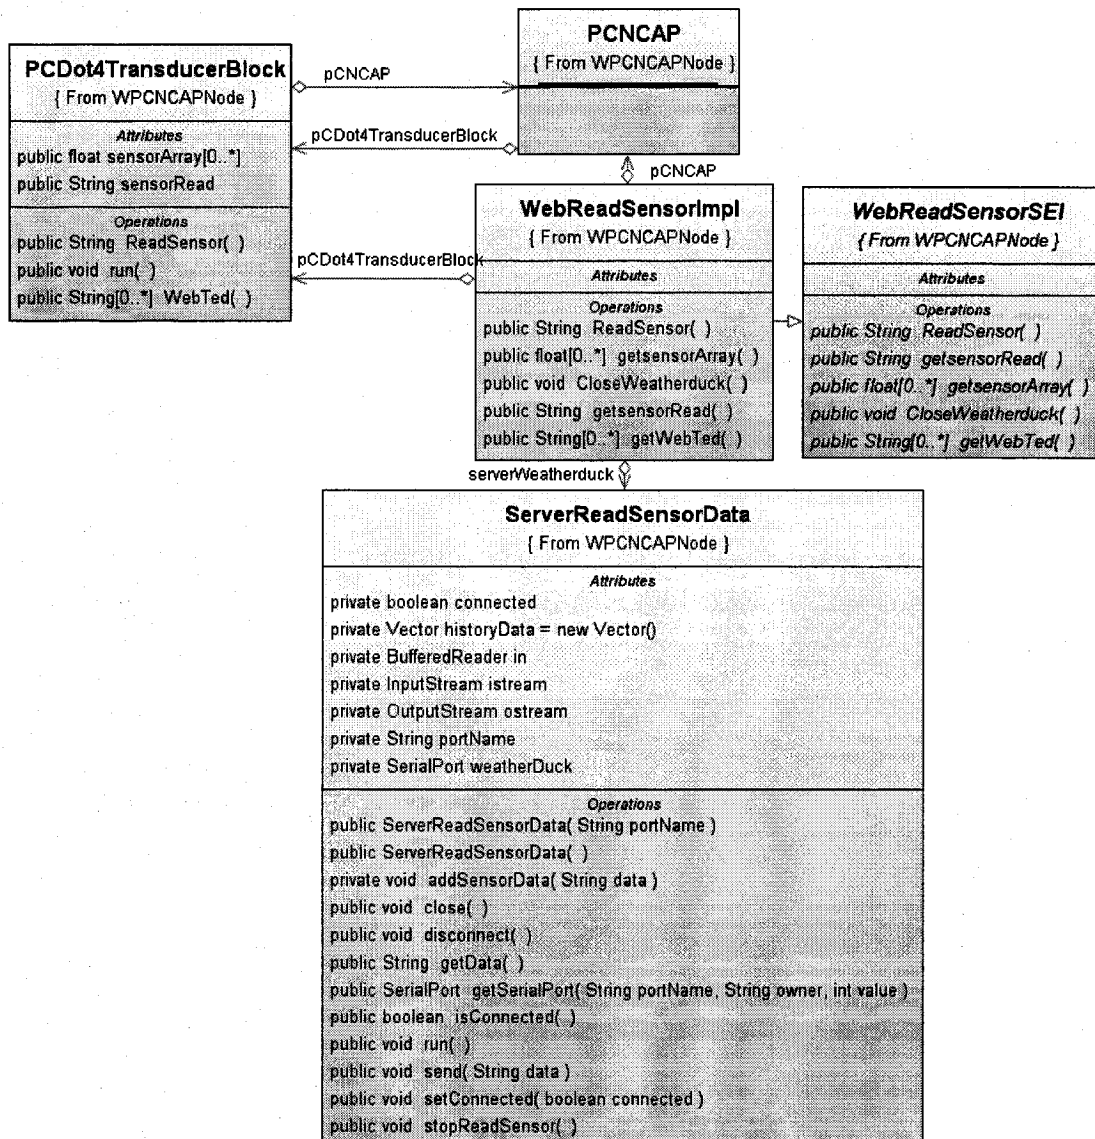 PCDot4TransducerBlock
{ From WPCNCAPNode }
Attributes
public float sensorArray[0..*]
public String sensorRead
Operations
public String ReadSensor( )
public void run( )
public String[0..*] WebTed( )
pCNCAP
PCNCAP
{ From WPCNCAPNode }
pCDot4TransducerBlock
pCNCAP
pCDot4TransducerBlock
WebReadSensorImpl
{ From WPCNCAPNode }
Attributes
Operations
public String ReadSensor( )
public float[0..*] getsensorArray( )
public void CloseWeatherduck( )
public String getsensorRead( )
public String[0..*] getWebTed( )
WebReadSensorSEI
{ From WPCNCAPNode }
Attributes
Operations
public String ReadSensor( )
public String getsensorRead( )
public float[0..*] getsensorArray( )
public void CloseWeatherduck( )
public String[0..*] getWebTed( )
serverWeatherduck
ServerReadSensorData
{ From WPCNCAPNode }
Attributes
private boolean connected
private Vector historyData = new Vector()
private BufferedReader in
private InputStream istream
private OutputStream ostream
private String portName
private SerialPort weatherDuck
Operations
public ServerReadSensorData( String portName )
public ServerReadSensorData( )
private void addSensorData( String data )
public void close( )
public void disconnect( )
public String getData( )
public SerialPort getSerialPort( String portName, String owner, int value )
public boolean isConnected( )
public void run( )
public void send( String data )
public void setConnected( boolean connected )
public void stopReadSensor( )